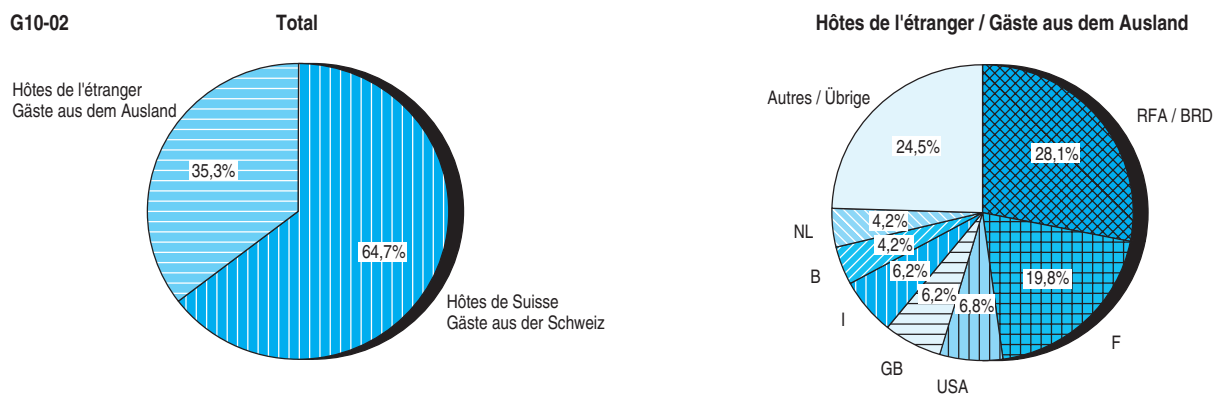 G10-02
Total
Hôtes de l'étranger
Gäste aus dem Ausland
35,3%
64,7%
Hôtes de Suisse
Gäste aus der Schweiz
Hôtes de l'étranger / Gäste aus dem Ausland
Autres / Übrige
RFA / BRD
24,5%
28,1%
NL
4,2%
B
4,2%
I
6,2%
GB
6,2%
USA
6,8%
19,8%
F